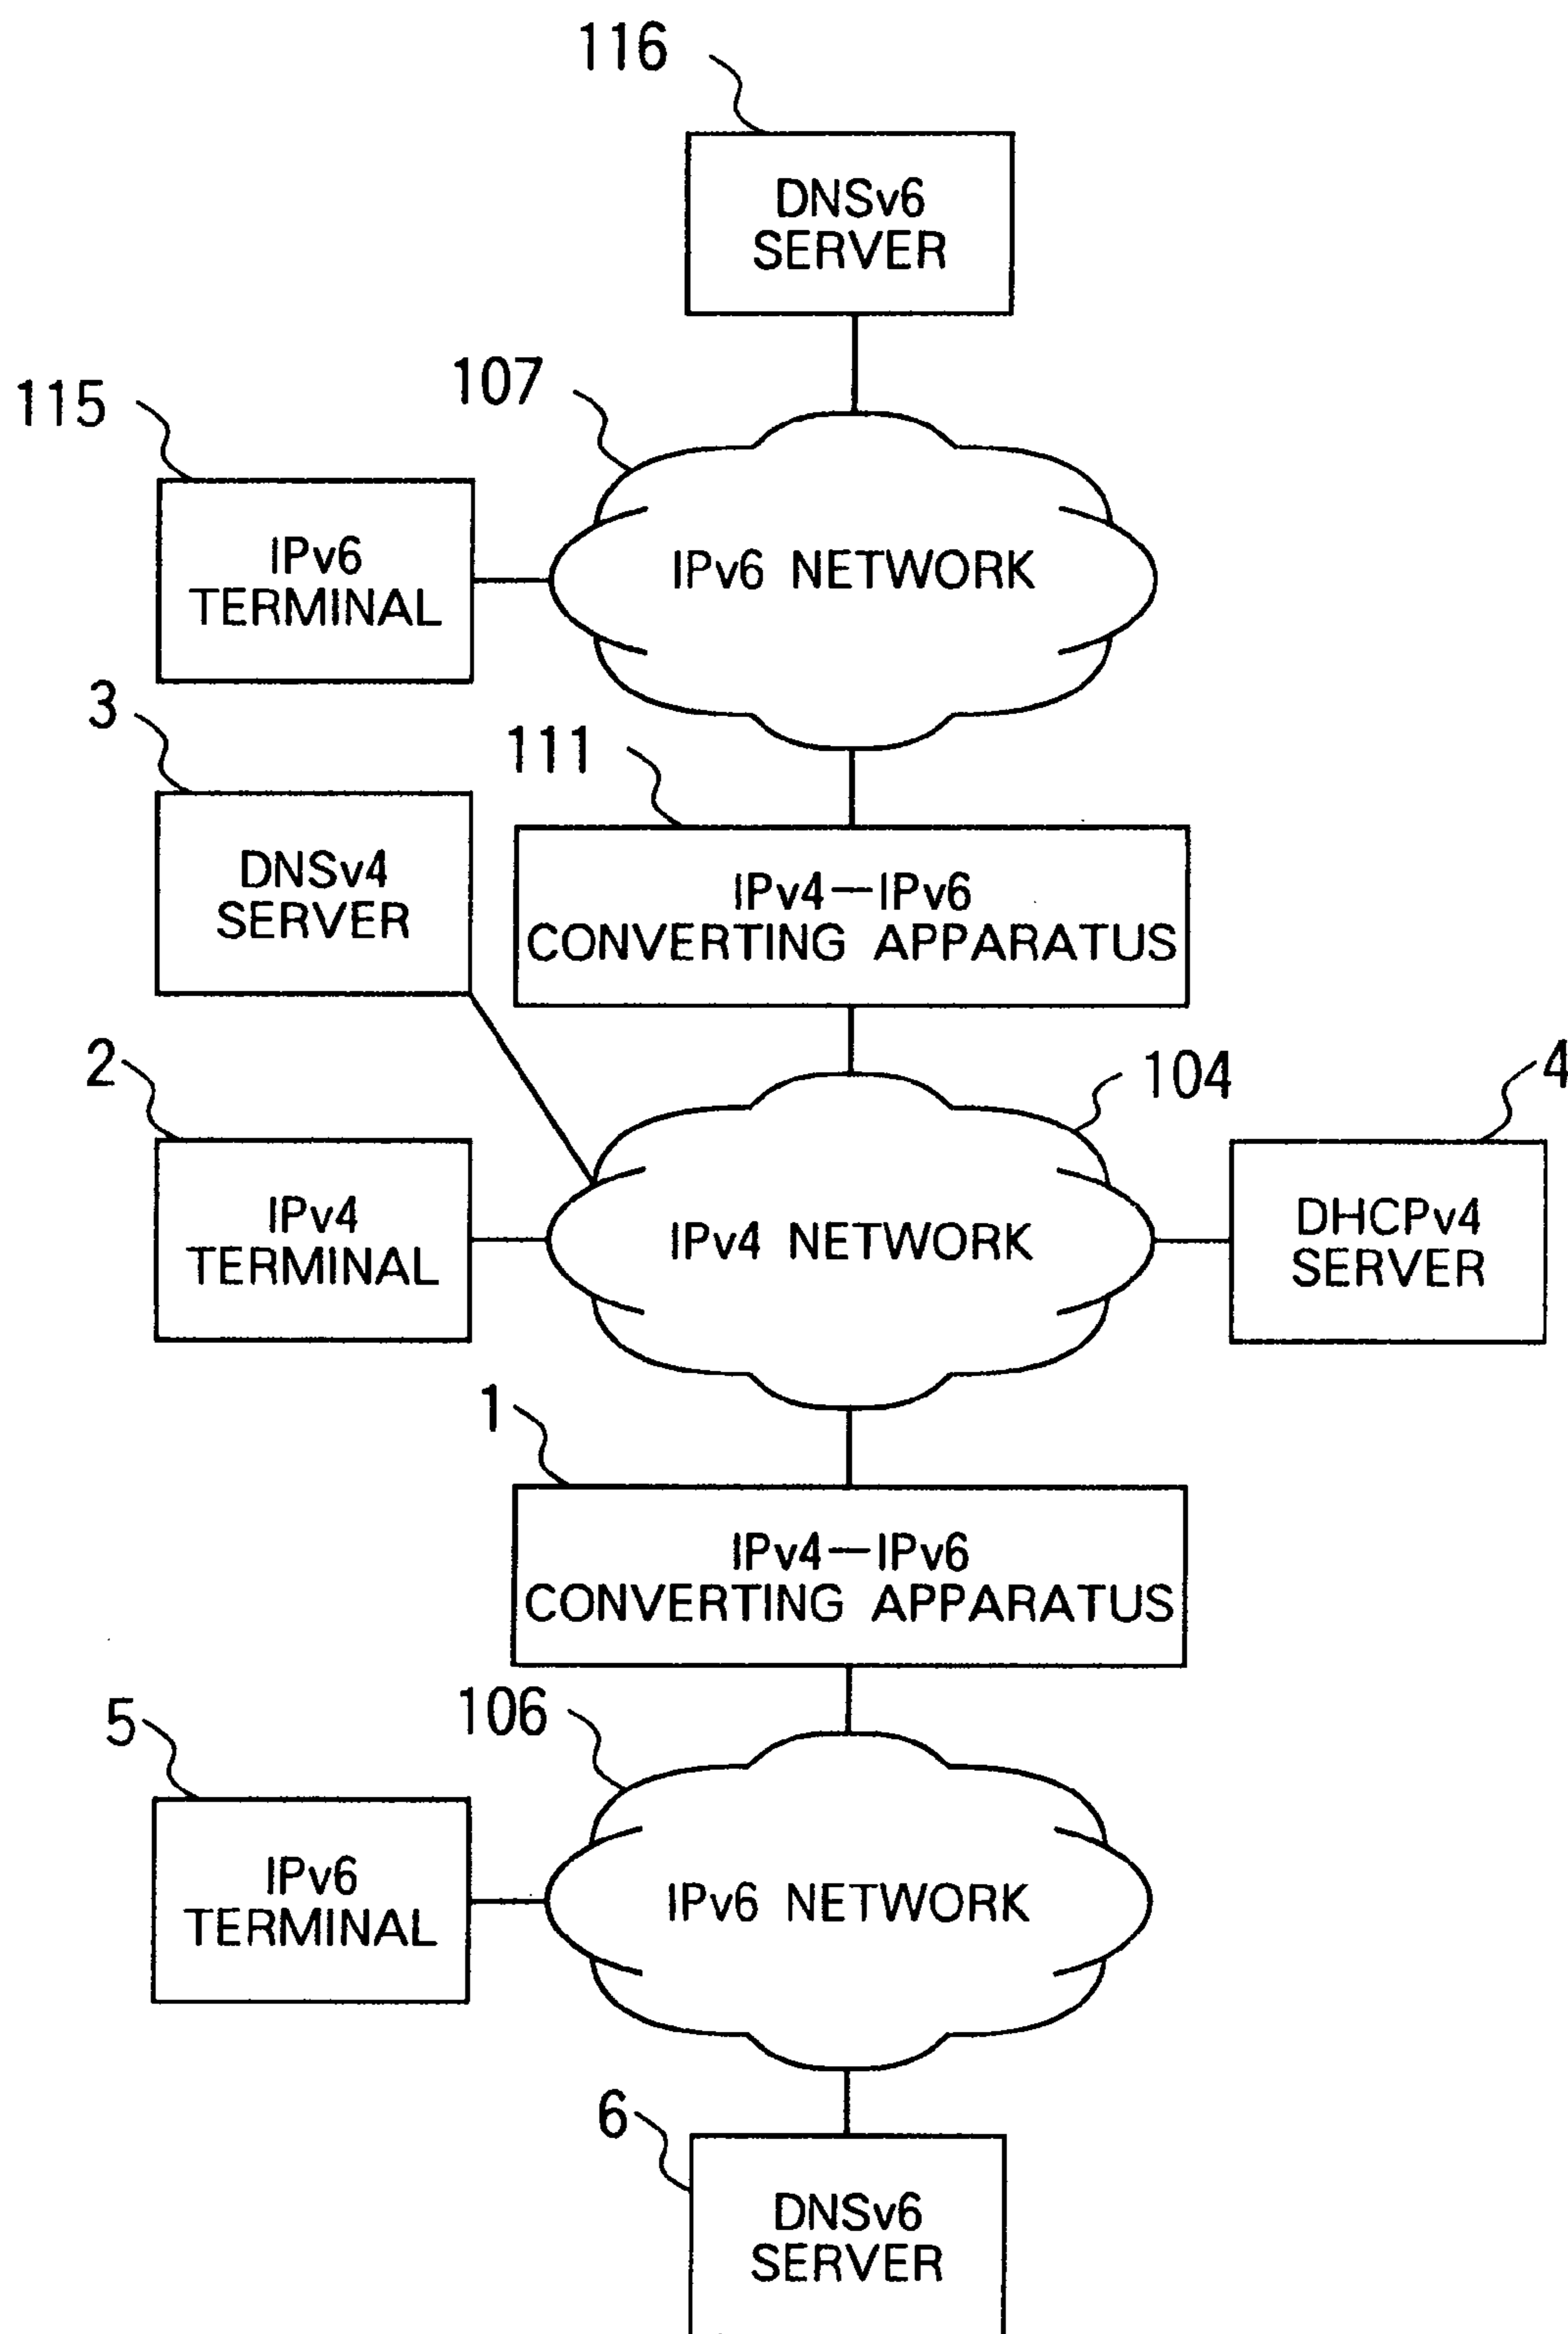 116
DNSv6
SERVER
107
115
IPv6
TERMINAL
IPv6 NETWORK
3
111
DNSv4
SERVER
IPv4—IPv6
CONVERTING APPARATUS
2
104
4
IPv4
TERMINAL
IPv4 NETWORK
DHCPv4
SERVER
1
IPv4—IPv6
CONVERTING APPARATUS
5
106
IPv6
TERMINAL
IPv6 NETWORK
6
DNSv6
SERVER